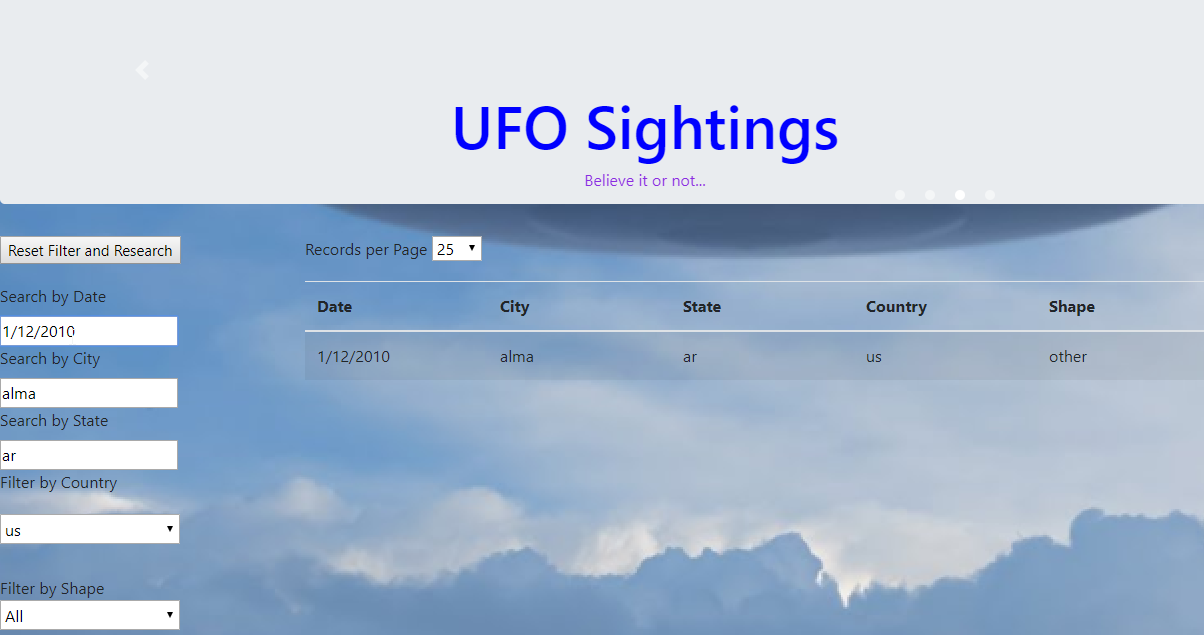 UFO Sightings
Believe it or not...
Reset Filter and Research
Records per Page 25
Search by Date
1/12/2010
Search by City
alma
Search by State
ar
Filter by Country
us
Filter by Shape
All
Date City State Country Shape
1/12/2010 alma ar us other